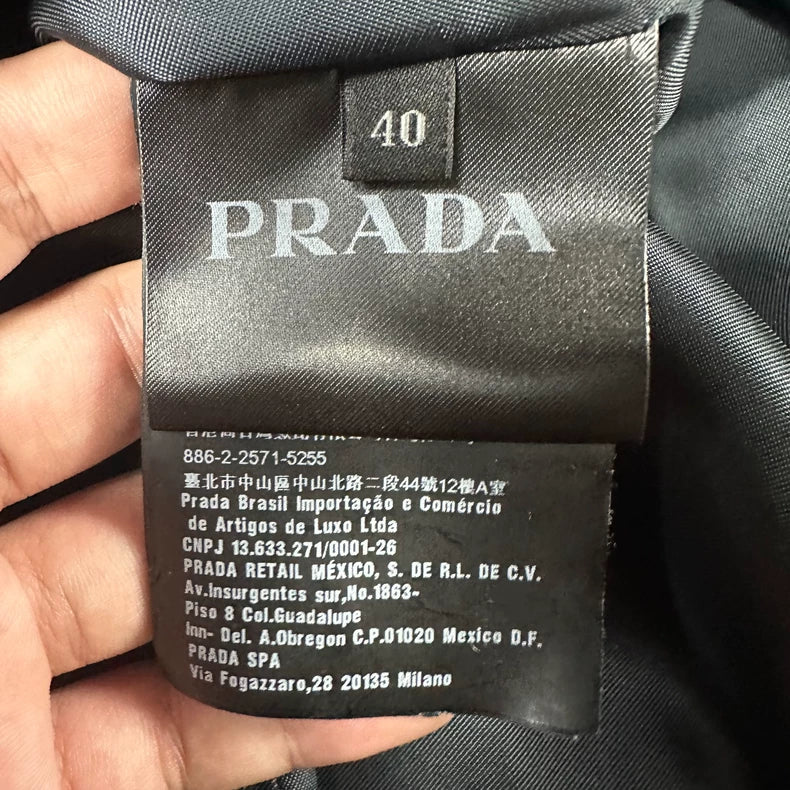 40
PRADA
886-2-2571-5255
臺北市中山區中山北路二段44號12樓A室
Prada Brasil Importação e Comércio
de Artigos de Luxo Ltda
CNPJ 13.633.271/0001-26
PRADA RETAIL MÉXICO, S. DE R.L. DE C.V.
Av.Insurgentes sur,No.1863-
Piso 8 Col.Guadalupe
Inn- Del. A.Obregon C.P.01020 Mexico D.F.
PRADA SPA
Via Fogazzaro,28 20135 Milano